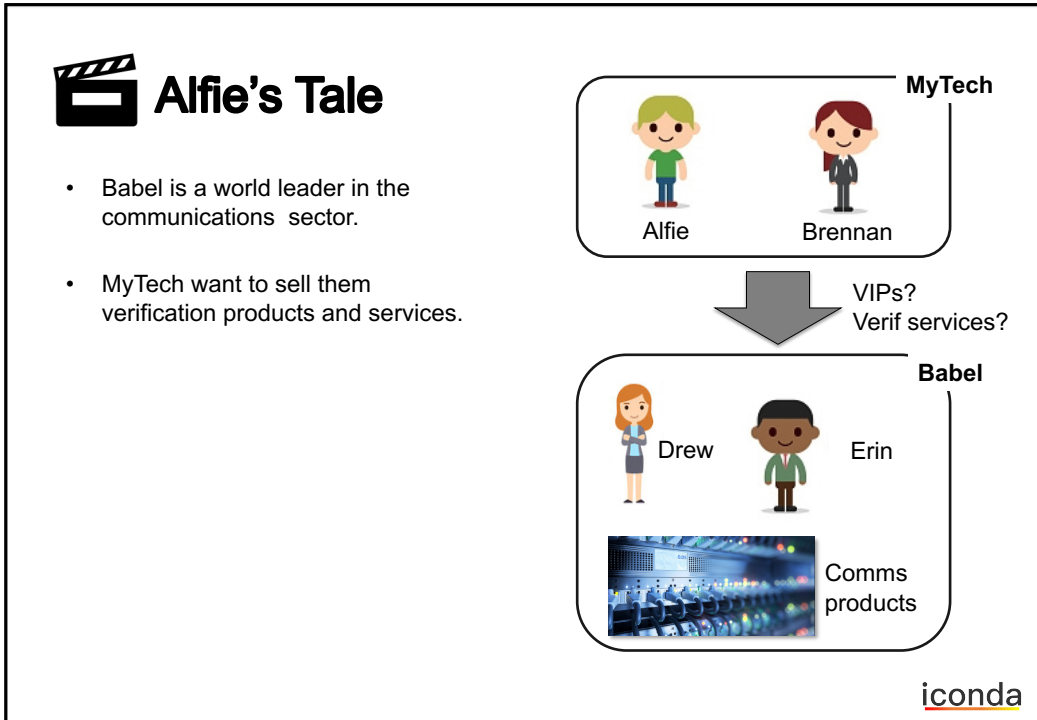 Alfie's Tale
• Babel is a world leader in the
communications sector.
• MyTech want to sell them
verification products and services.
MyTech
Alfie
Brennan
VIPs?
Verif services?
Babel
Drew
Erin
Comms
products
iconda